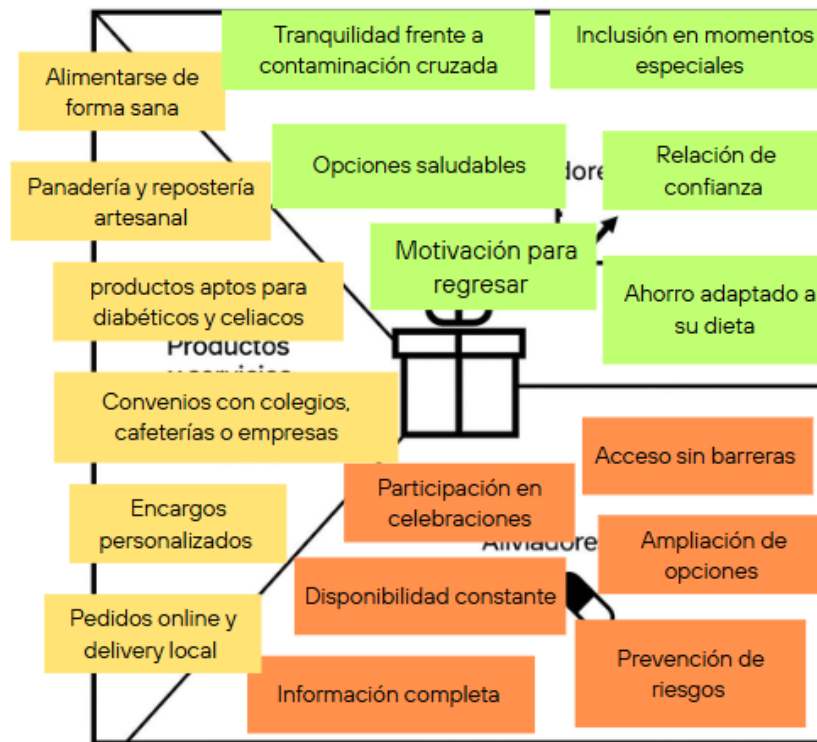 Tranquilidad frente a
contaminación cruzada
Inclusión en momentos
especiales
Alimentarse de
forma sana
Opciones saludables
Relación de
confianza
Panadería y repostería
artesanal
Motivación para
regresar
productos aptos para
diabéticos y celiacos
Ahorro adaptado a
su dieta
Productos
Convenios con colegios,
cafeterías o empresas
Acceso sin barreras
Participación en
celebraciones
Encargos
personalizados
Aliviadore
Ampliación de
opciones
Disponibilidad constante
Pedidos online y
delivery local
Prevención de
riesgos
Información completa